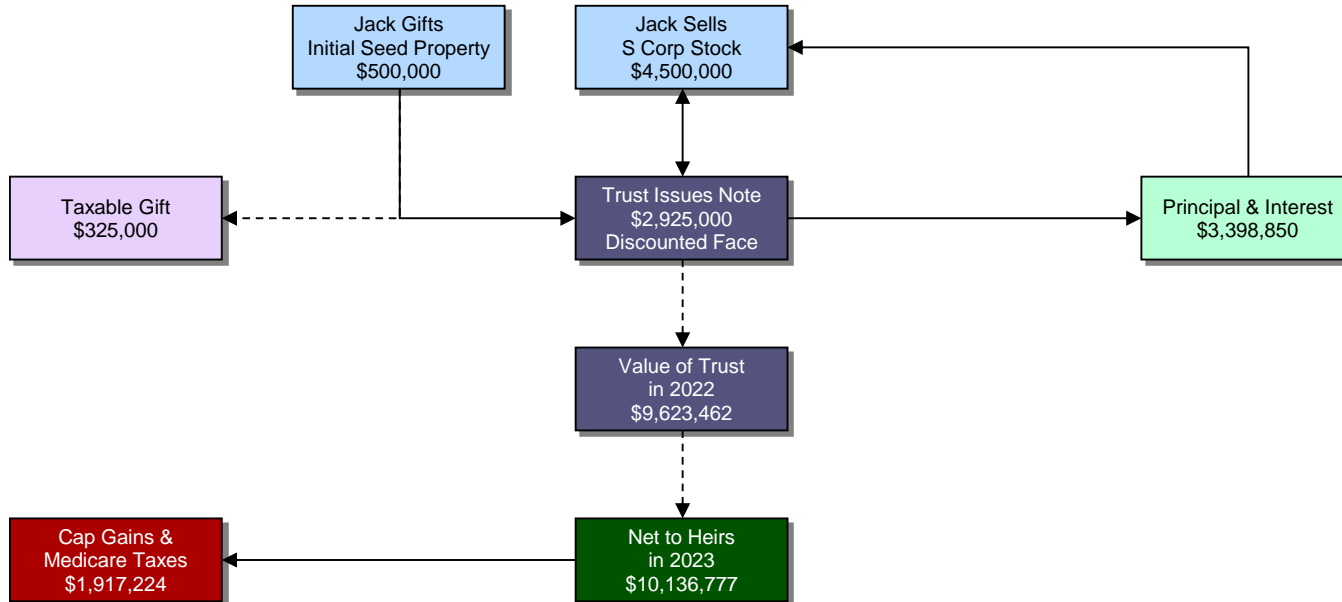 Jack Gifts
Initial Seed Property
$500,000
Jack Sells
S Corp Stock
$4,500,000
Taxable Gift
$325,000
Trust Issues Note
$2,925,000
Discounted Face
Principal & Interest
$3,398,850
Value of Trust
in 2022
$9,623,462
Cap Gains &
Medicare Taxes
$1,917,224
Net to Heirs
in 2023
$10,136,777